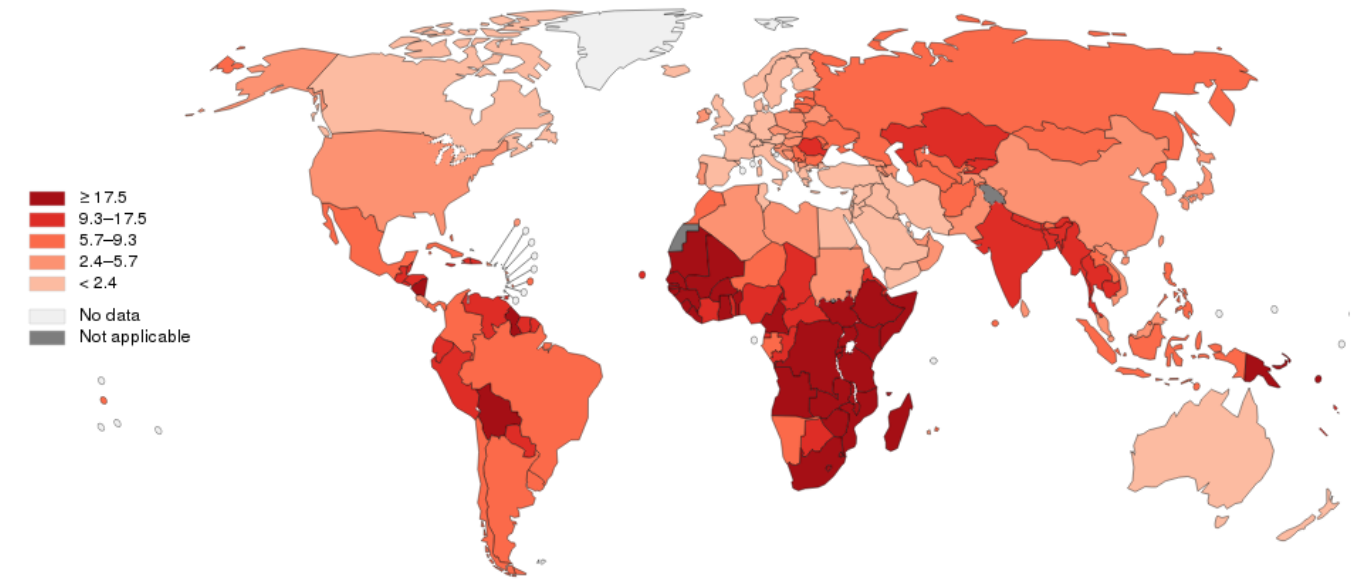 ≥ 17.5
9.3–17.5
5.7–9.3
2.4–5.7
< 2.4
No data
Not applicable